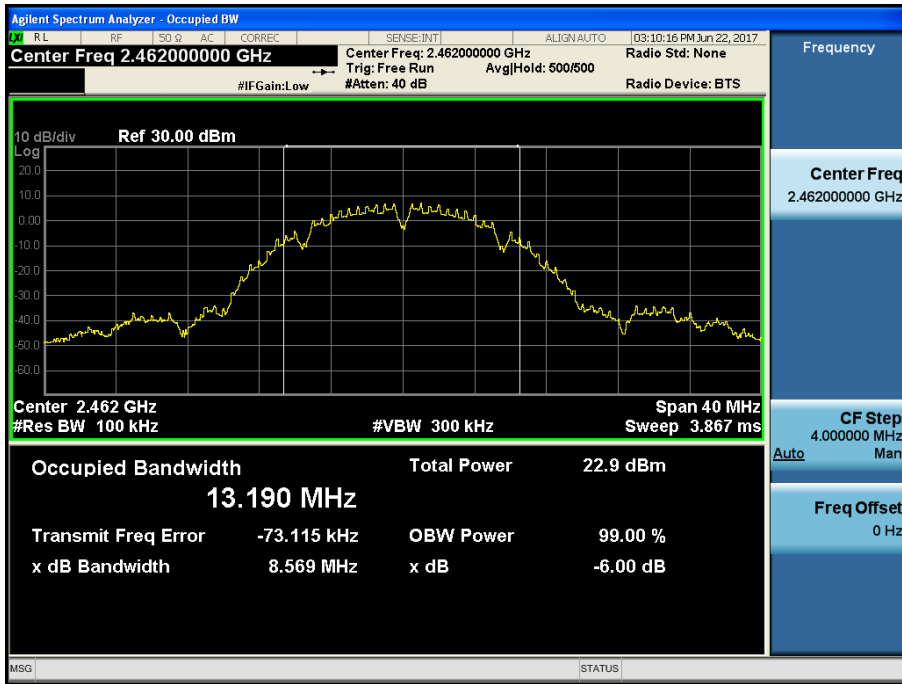 Agilent Spectrum Analyzer - Occupied BW
LXI RL RF 50 Ω AC CORREC SENSE:INT ALIGN AUTO 03:10:16 PM Jun 22, 2017
Center Freq 2.462000000 GHz
Center Freq: 2.462000000 GHz
Radio Std: None
Trig: Free Run Avg|Hold: 500/500
#IFGain:Low
#Atten: 40 dB
Radio Device: BTS
10 dB/div Ref 30.00 dBm
Log
20.0
10.0
0.00
-10.0
-20.0
-30.0
-40.0
-50.0
-60.0
Center 2.462 GHz Span 40 MHz
#Res BW 100 kHz #VBW 300 kHz Sweep 3.867 ms
Occupied Bandwidth Total Power 22.9 dBm
13.190 MHz
Transmit Freq Error -73.115 kHz OBW Power 99.00 %
x dB Bandwidth 8.569 MHz x dB -6.00 dB
Frequency
Center Freq
2.462000000 GHz
CF Step
4.000000 MHz
Auto Man
Freq Offset
0 Hz
MSG STATUS